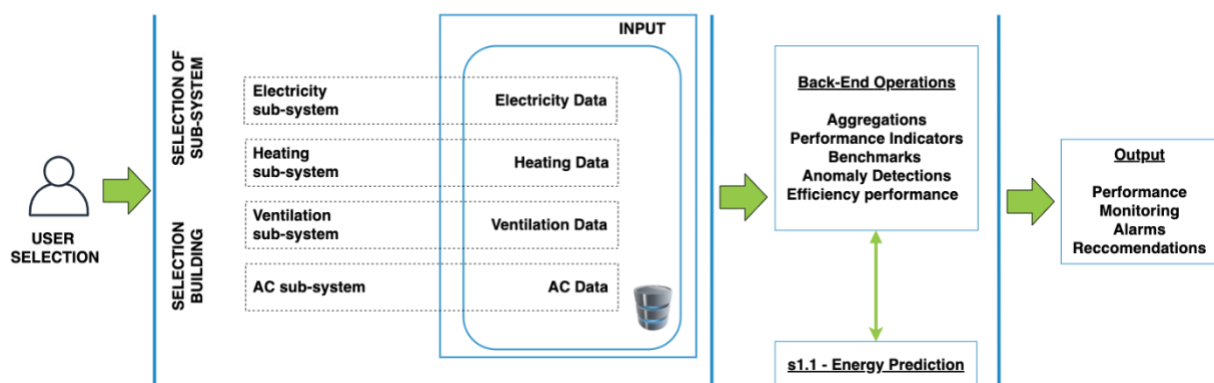 USER
SELECTION
SELECTION OF
SUB-SYSTEM
SELECTION
BUILDING
INPUT
Electricity
sub-system
Electricity Data
Heating
sub-system
Heating Data
Ventilation
sub-system
Ventilation Data
AC sub-system
AC Data
Back-End Operations
Aggregations
Performance Indicators
Benchmarks
Anomaly Detections
Efficiency performance
s1.1 - Energy Prediction
Output
Performance
Monitoring
Alarms
Reccomendations